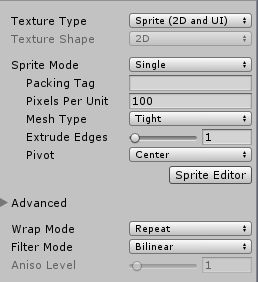 Texture Type Sprite (2D and UI)
Texture Shape 2D
Sprite Mode Single
Packing Tag
Pixels Per Unit 100
Mesh Type Tight
Extrude Edges 1
Pivot Center
Sprite Editor
Advanced
Wrap Mode Repeat
Filter Mode Bilinear
Aniso Level 1